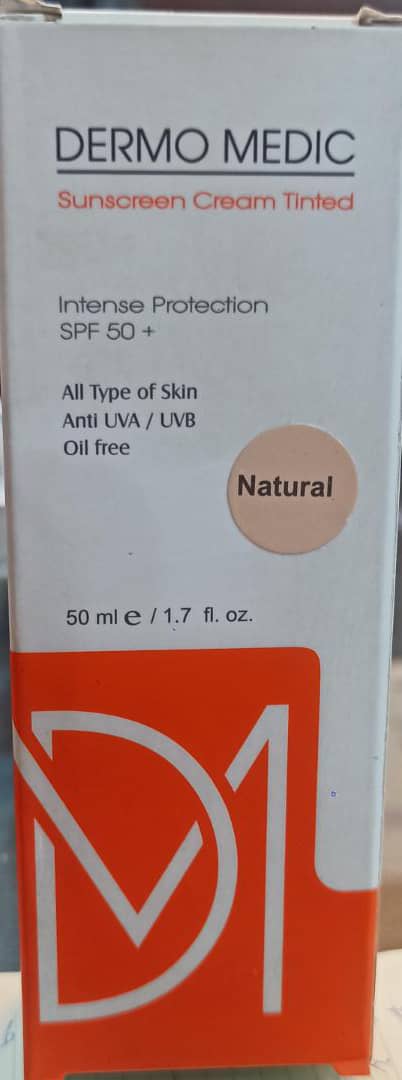 DERMO MEDIC
Sunscreen Cream Tinted
Intense Protection
SPF 50 +
All Type of Skin
Anti UVA / UVB
Oil free
Natural
50 ml e / 1.7 fl. oz.
DM